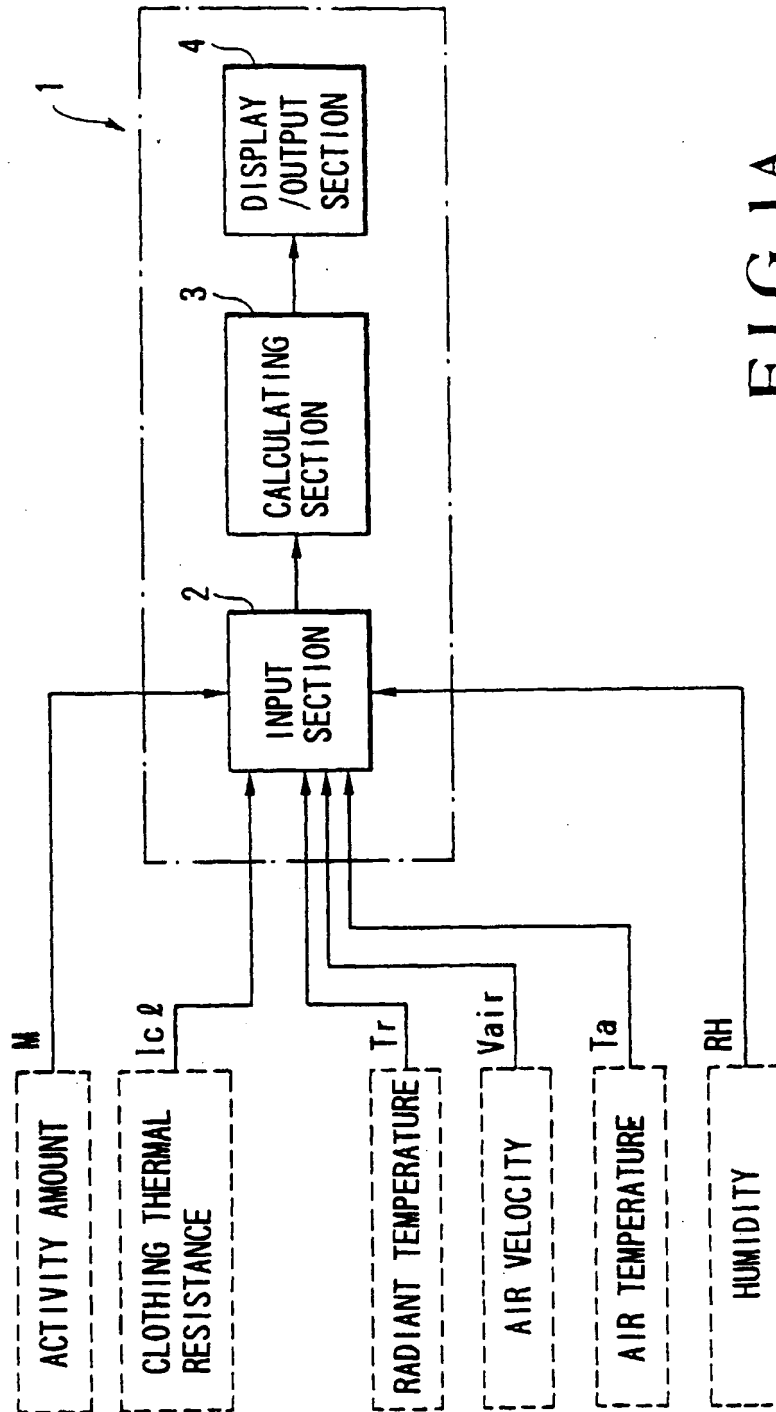 ACTIVITY AMOUNT
M
CLOTHING THERMAL
RESISTANCE
Icℓ
RADIANT TEMPERATURE
Tr
AIR VELOCITY
Vair
AIR TEMPERATURE
Ta
HUMIDITY
RH
1
2
INPUT
SECTION
3
CALCULATING
SECTION
4
DISPLAY
/OUTPUT
SECTION
FIG.1A